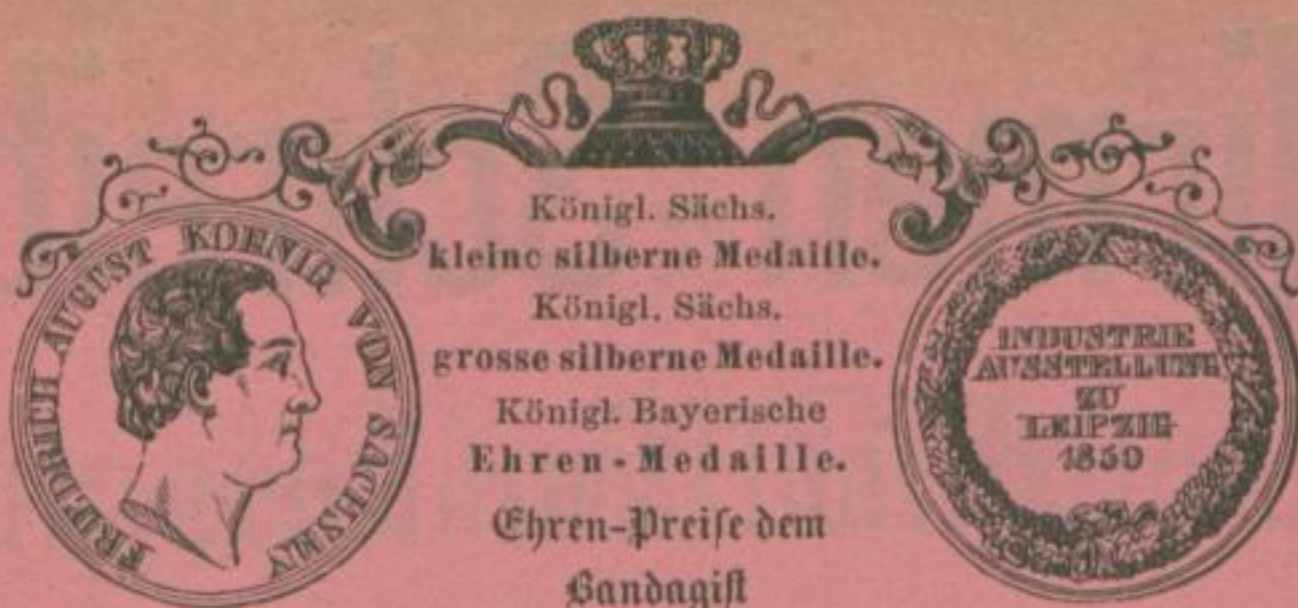 FRIEDRICH AUGUST KOENIG VON SACHSEN
Königl. Sächs.
kleine silberne Medaille.
Königl. Sächs.
grosse silberne Medaille.
Königl. Bayerische
Ehren-Medaille.
Ehren-Preiſe dem
Bandagiſt
INDUSTRIE
AUSSTELLUNG
ZU
LEIPZIG
1850